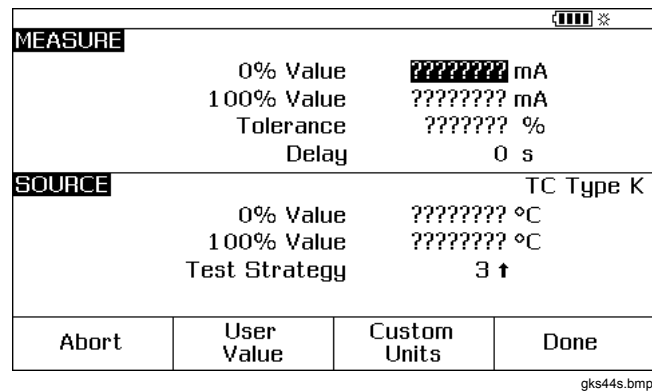 MEASURE
0% Value ???????? mA
100% Value ???????? mA
Tolerance ??????? %
Delay 0 s
SOURCE TC Type K
0% Value ???????? °C
100% Value ???????? °C
Test Strategy 3 ↑
Abort
User Value
Custom Units
Done
gks44s.bmp